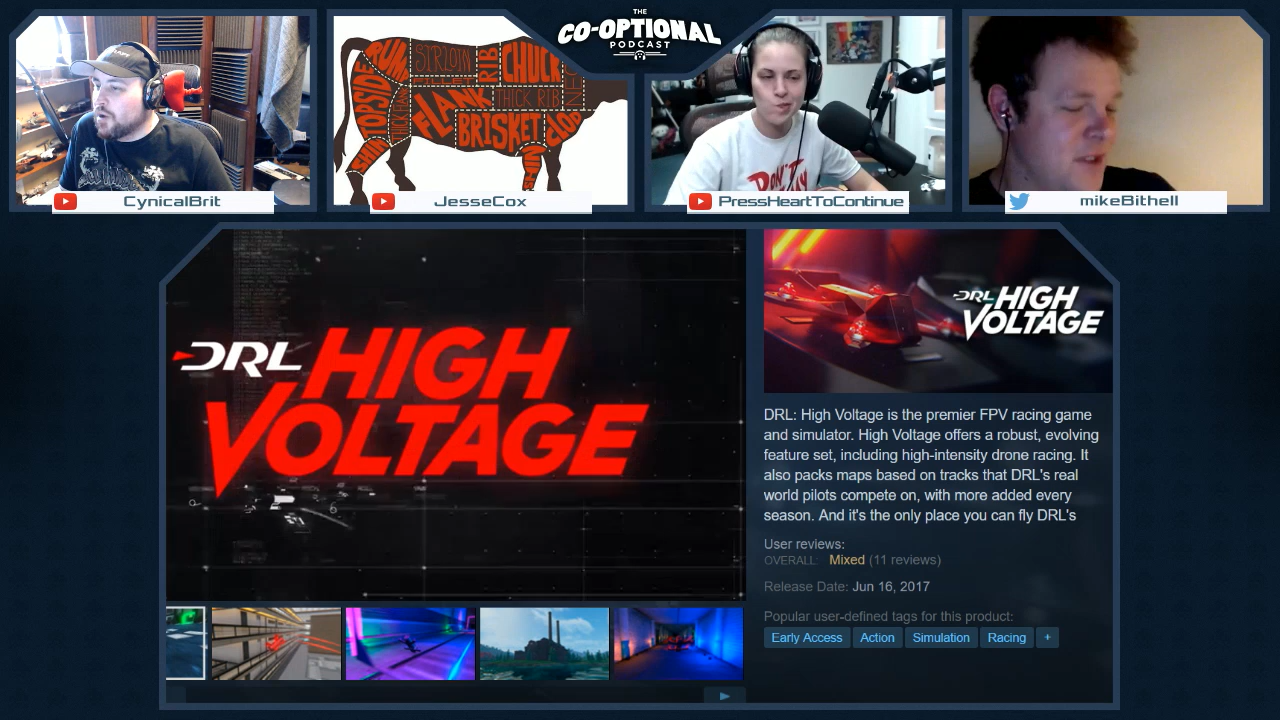 THE
CO-OPTIONAL
PODCAST
RUMP
SIRLOIN
RIB
CHUCK
FILLET
TOPSIDE
THICK
FLANK
BRISKET
CLOD
SHIN
SHIN
CynicalBrit
JesseCox
DON'T
PressHeartToContinue
mikeBithell
DRL HIGH
VOLTAGE
DRL HIGH
VOLTAGE
DRL: High Voltage is the premier FPV racing game
and simulator. High Voltage offers a robust, evolving
feature set, including high-intensity drone racing. It
also packs maps based on tracks that DRL's real
world pilots compete on, with more added every
season. And it's the only place you can fly DRL's
User reviews:
OVERALL: Mixed (11 reviews)
Release Date: Jun 16, 2017
Popular user-defined tags for this product:
Early Access Action Simulation Racing +